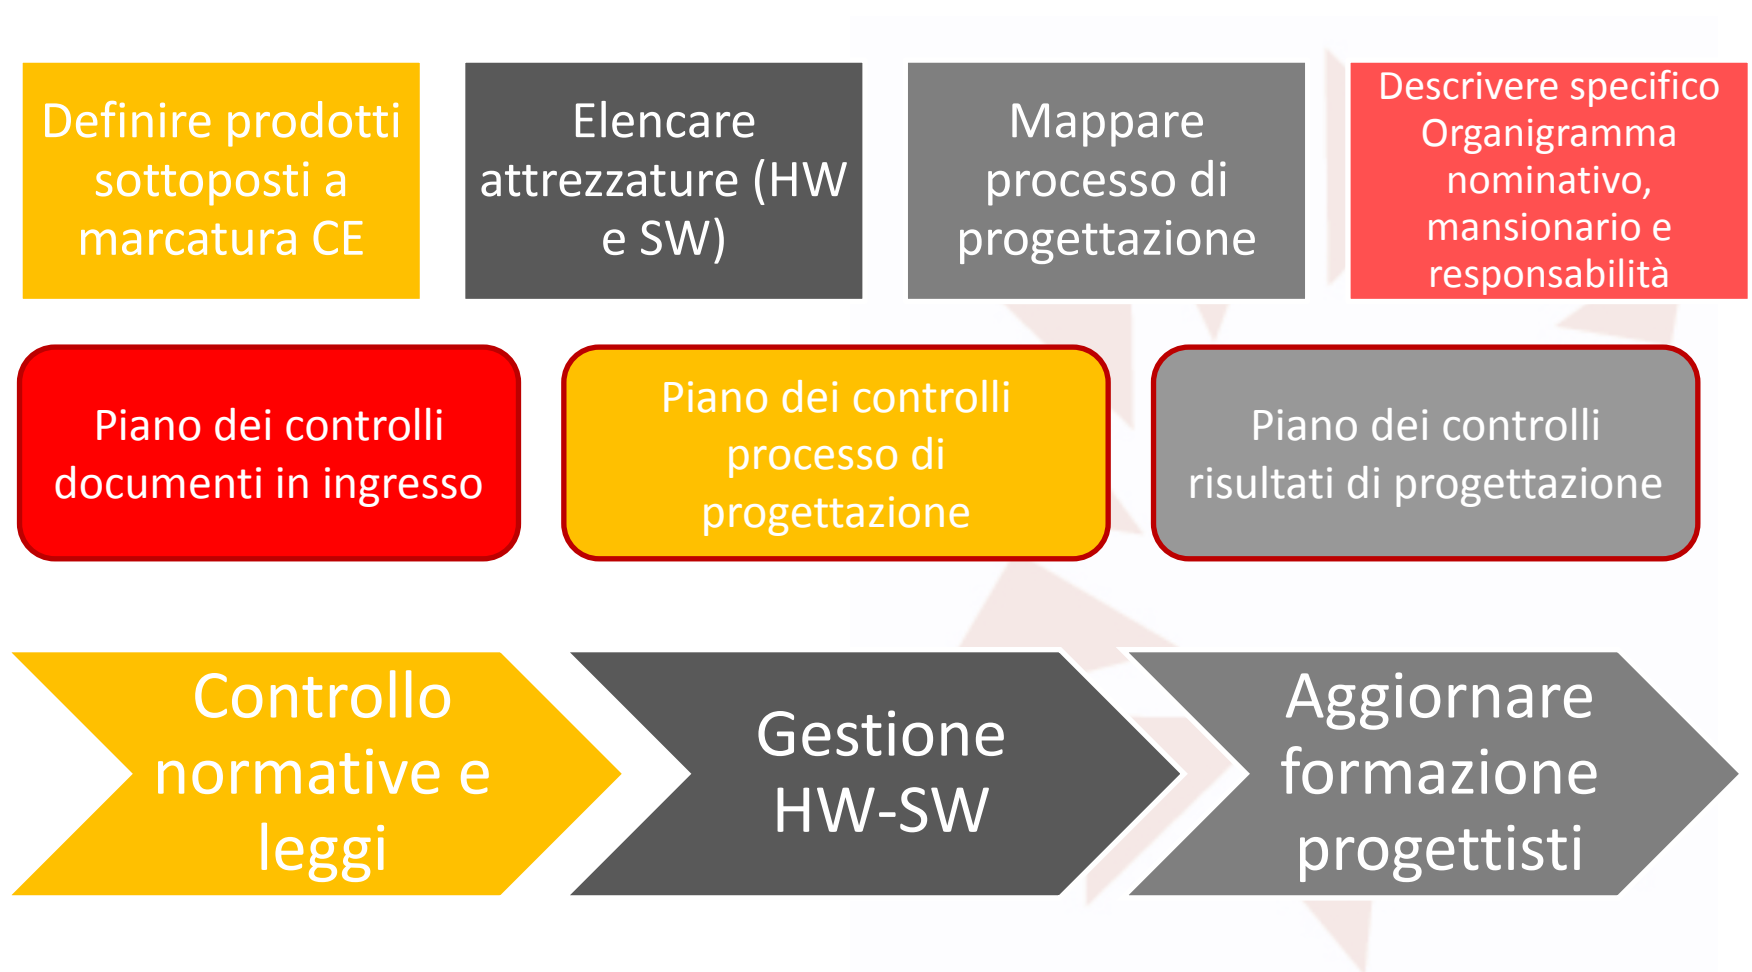 Definire prodotti
sottoposti a
marcatura CE
Elencare
attrezzature (HW
e SW)
Mappare
processo di
progettazione
Descrivere specifico
Organigramma
nominativo,
mansionario e
responsabilità
Piano dei controlli
documenti in ingresso
Piano dei controlli
processo di
progettazione
Piano dei controlli
risultati di progettazione
Controllo
normative e
leggi
Gestione
HW-SW
Aggiornare
formazione
progettisti